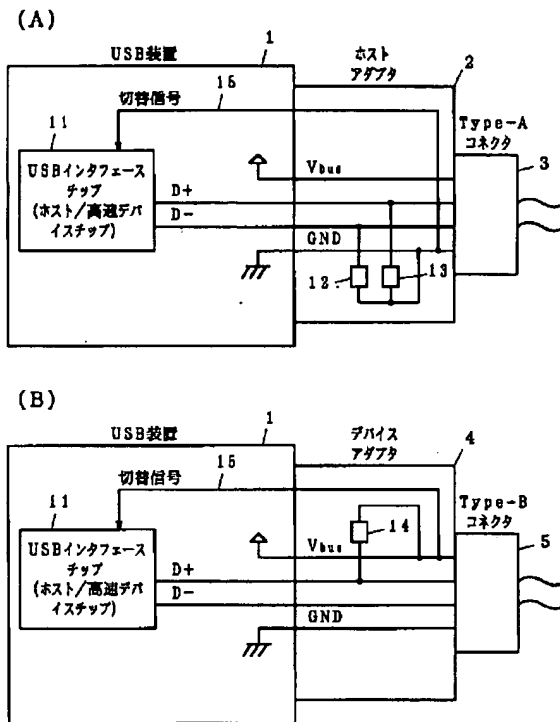 (A)
USB装置
1
ホスト
アダプタ
2
切替信号
15
11
Type-A
コネクタ
3
USBインタフェース
チップ
(ホスト/高速デバ
イスチップ)
Vbus
D+
D-
GND
12
13
(B)
USB装置
1
デバイス
アダプタ
4
切替信号
15
11
Type-B
コネクタ
5
14
USBインタフェース
チップ
(ホスト/高速デバ
イスチップ)
Vbus
D+
D-
GND